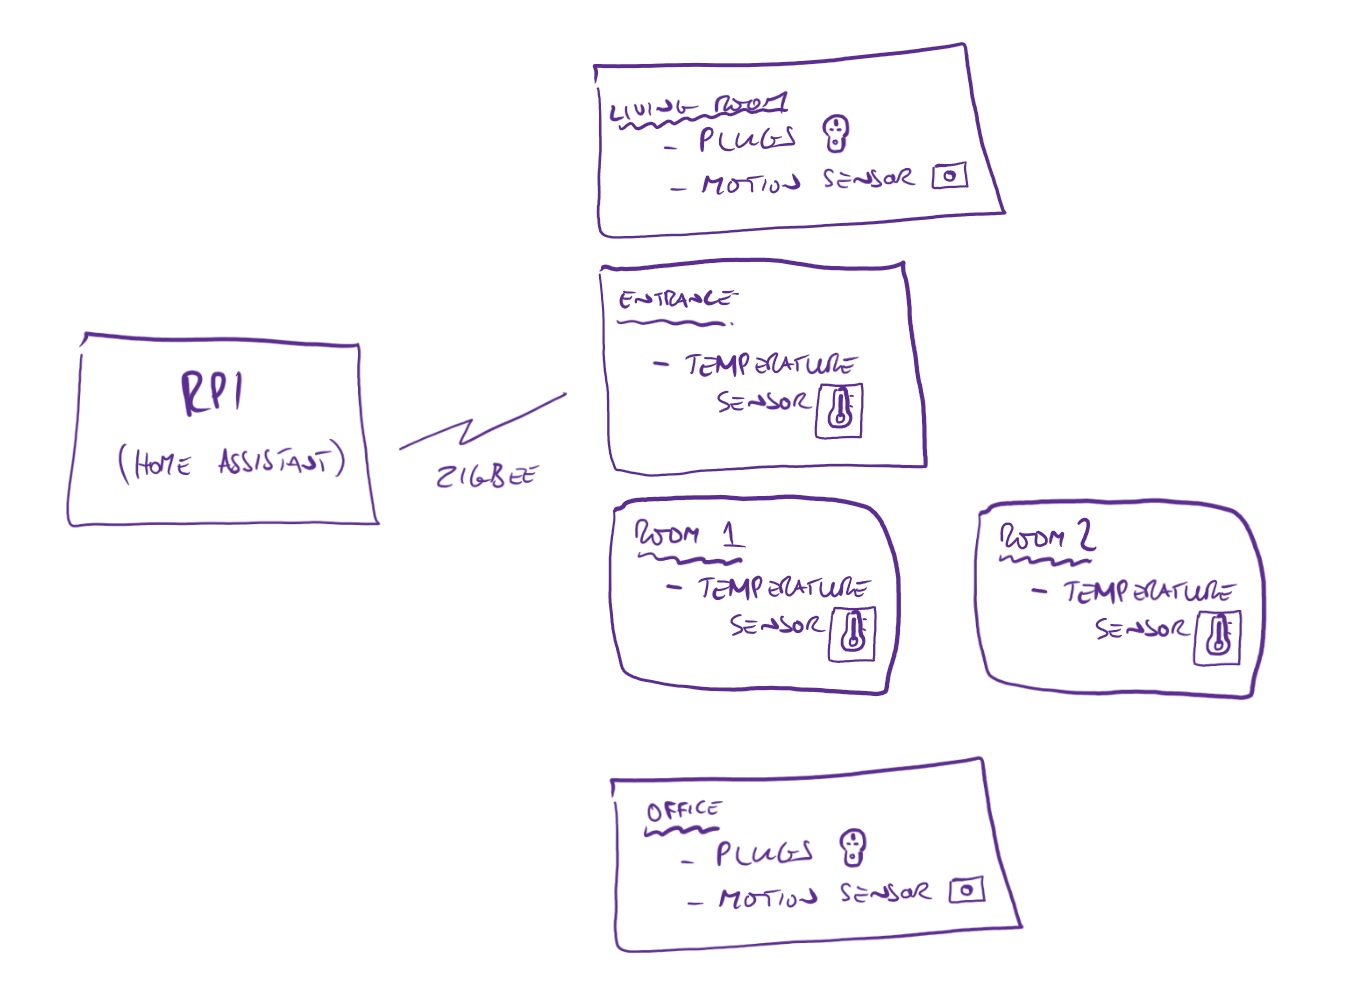 LIVING ROOM
- PLUGS
- MOTION SENSOR
ENTRANCE
- TEMPERATURE
SENSOR
RPI
(HOME ASSISTANT)
ZIGBEE
ROOM 1
- TEMPERATURE
SENSOR
ROOM 2
- TEMPERATURE
SENSOR
OFFICE
- PLUGS
- MOTION SENSOR